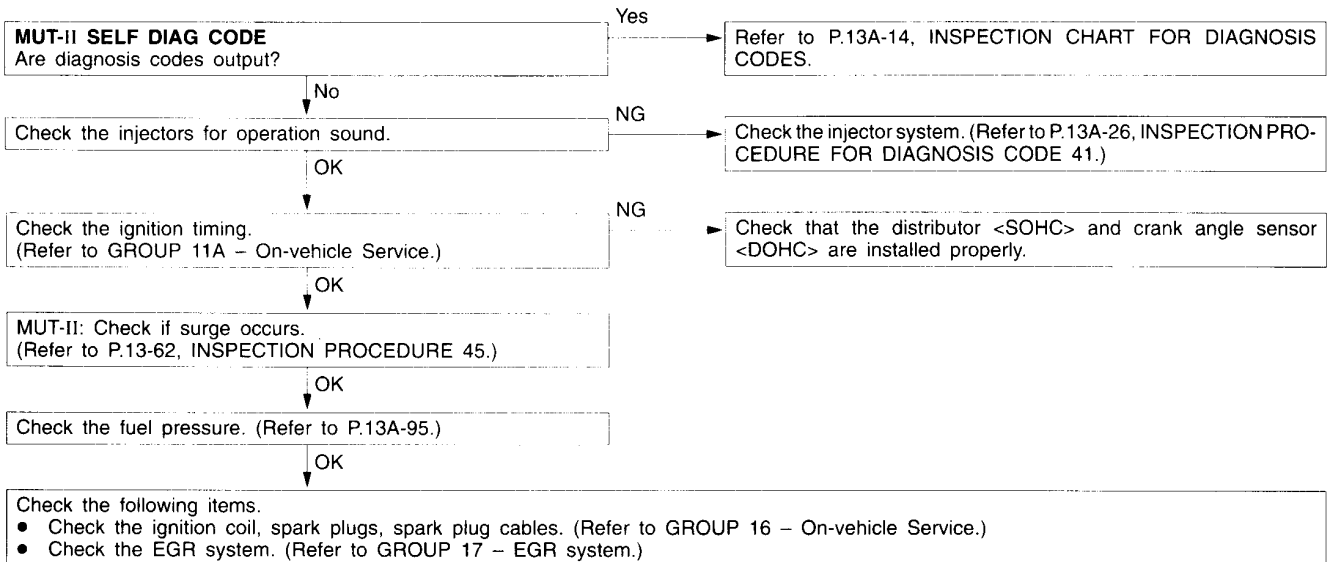 MUT-II SELF DIAG CODE
Are diagnosis codes output?
Yes
Refer to P.13A-14, INSPECTION CHART FOR DIAGNOSIS
CODES.
No
Check the injectors for operation sound.
NG
Check the injector system. (Refer to P.13A-26, INSPECTION PRO-
CEDURE FOR DIAGNOSIS CODE 41.)
OK
Check the ignition timing.
(Refer to GROUP 11A – On-vehicle Service.)
NG
Check that the distributor <SOHC> and crank angle sensor
<DOHC> are installed properly.
OK
MUT-II: Check if surge occurs.
(Refer to P.13-62, INSPECTION PROCEDURE 45.)
OK
Check the fuel pressure. (Refer to P.13A-95.)
OK
Check the following items.
● Check the ignition coil, spark plugs, spark plug cables. (Refer to GROUP 16 – On-vehicle Service.)
● Check the EGR system. (Refer to GROUP 17 – EGR system.)